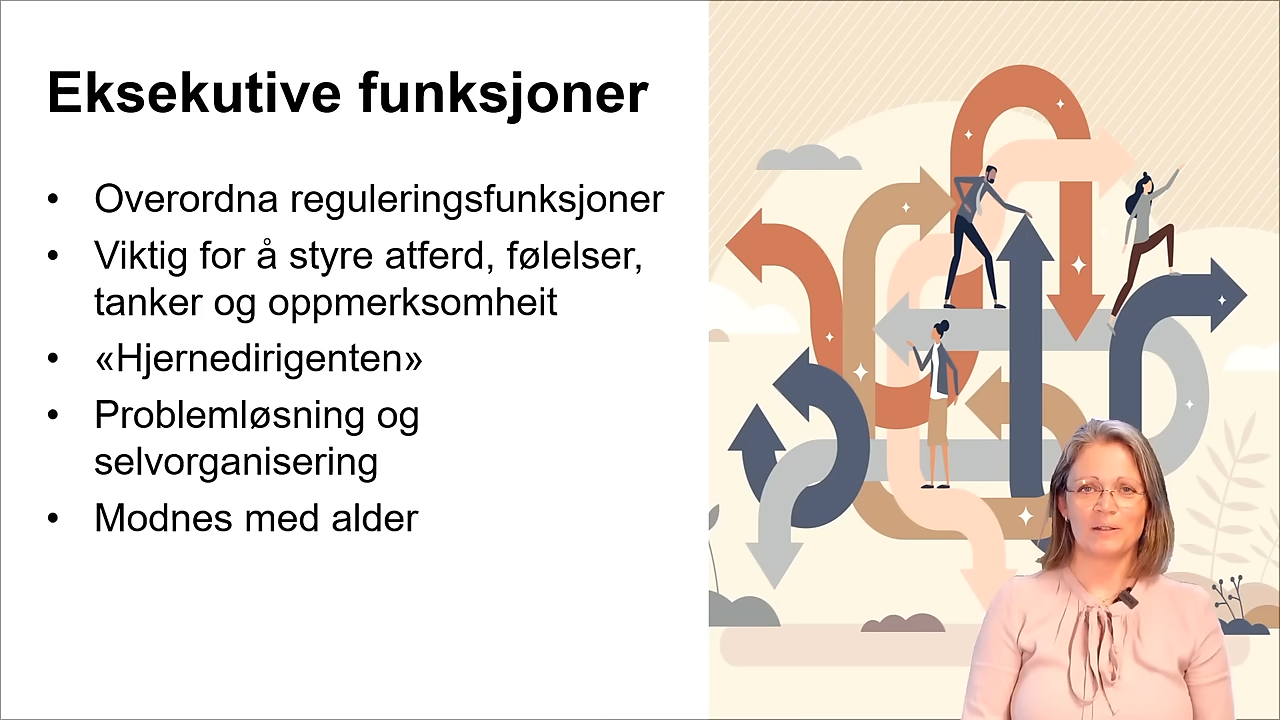 Eksekutive funksjoner
• Overordna reguleringsfunksjoner
• Viktig for å styre atferd, følelser,
tanker og oppmerksomheit
• «Hjernedirigenten»
• Problemløsning og
selvorganisering
• Modnes med alder